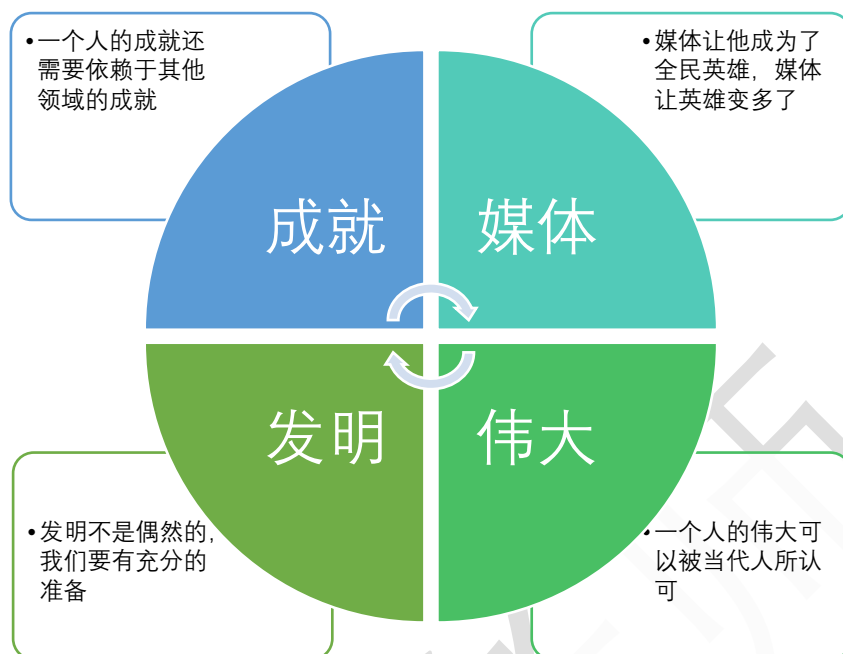 •一个人的成就还
需要依赖于其他
领域的成就
•媒体让他成为了
全民英雄，媒体
让英雄变多了
成就
媒体
发明
伟大
•发明不是偶然的,
我们要有充分的
准备
•一个人的伟大可
以被当代人所认
可